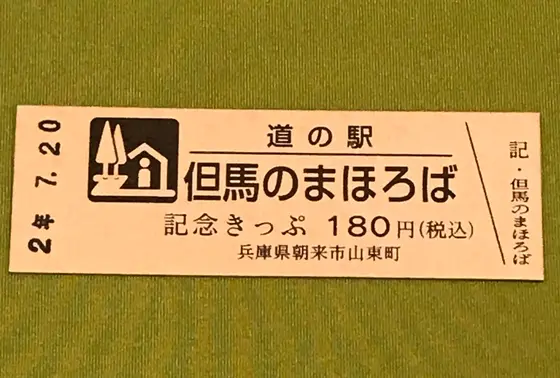 2年 7.20
道の駅
但馬のまほろば
記念きっぷ 180円(税込)
兵庫県朝来市山東町
記・但馬のまほろば